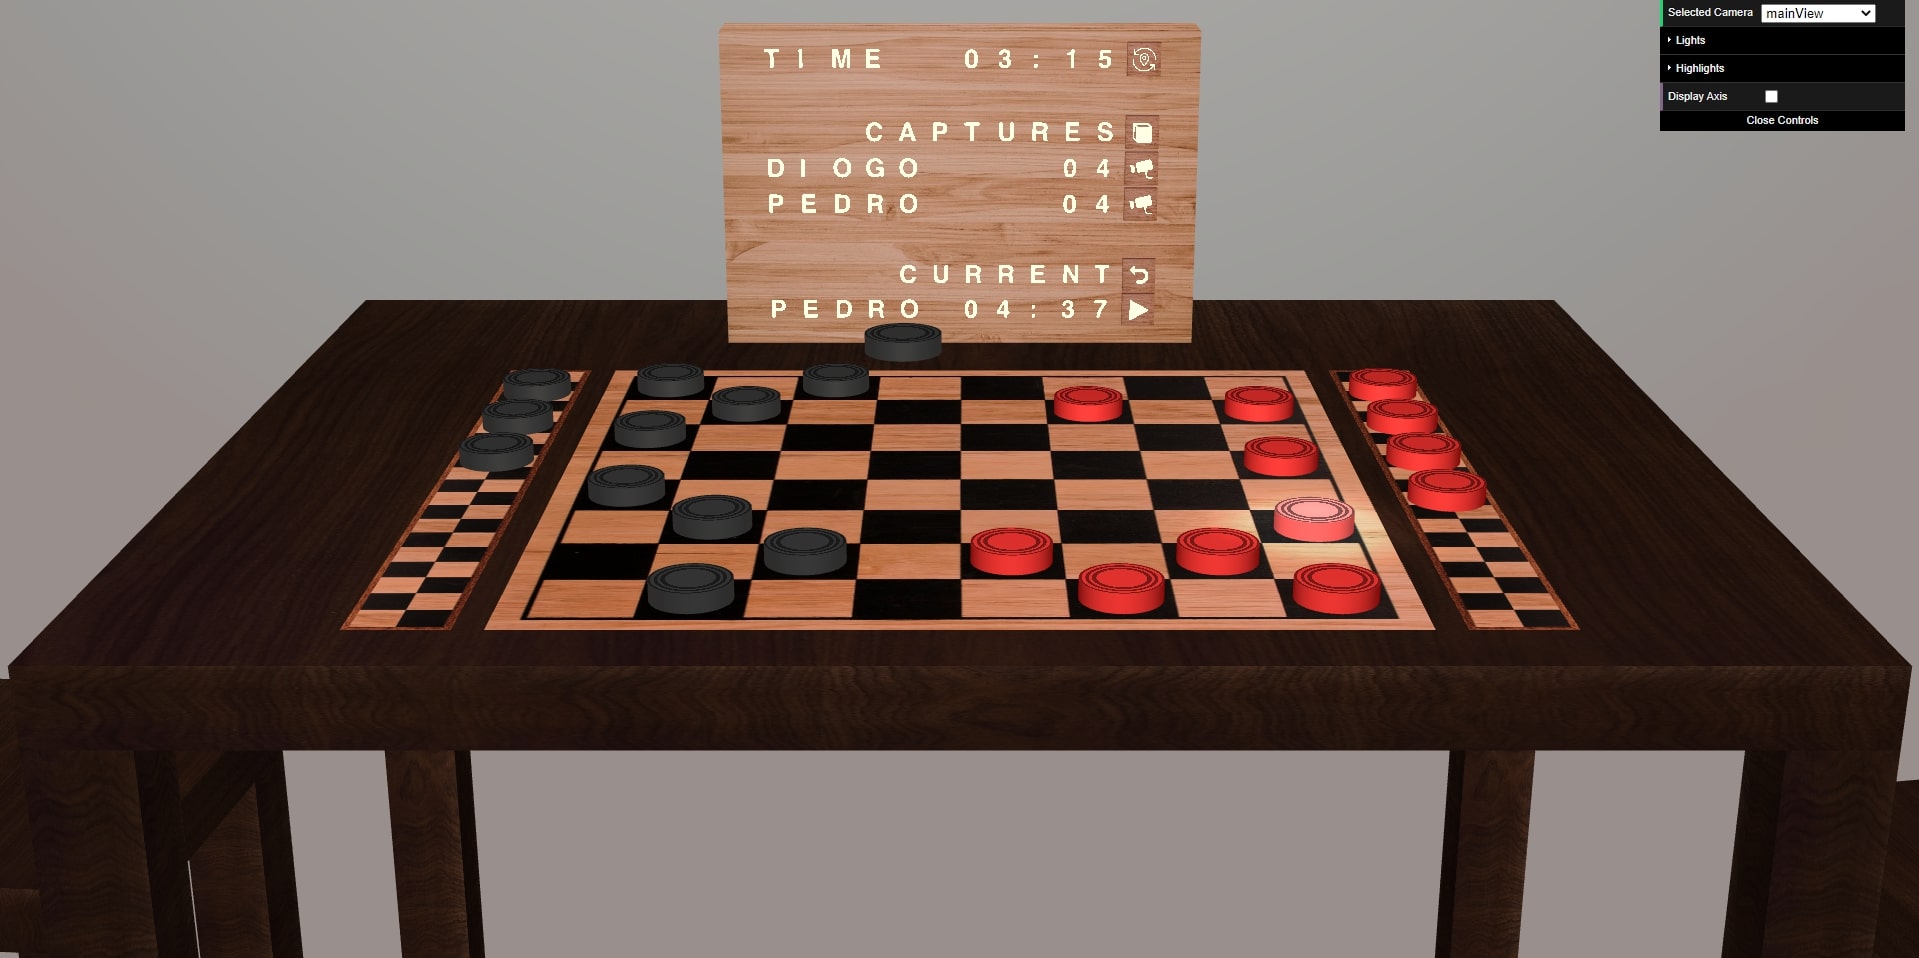 TIME 03:15
CAPTURES
DIOGO 04
PEDRO 04
CURRENT
PEDRO 04:37
Selected Camera mainView
Lights
Highlights
Display Axis
Close Controls